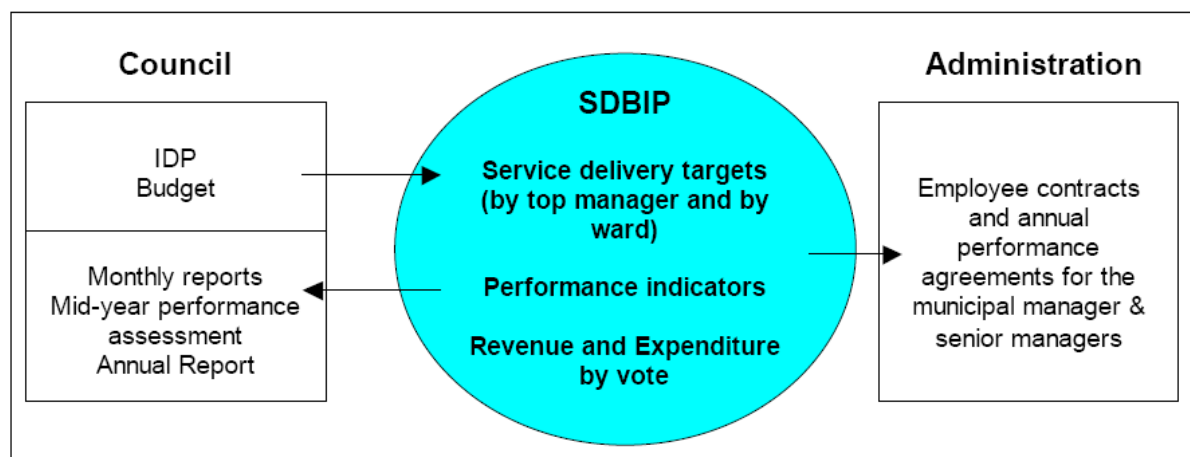 Council
IDP
Budget
Monthly reports
Mid-year performance
assessment
Annual Report
SDBIP
Service delivery targets
(by top manager and by
ward)
Performance indicators
Revenue and Expenditure
by vote
Administration
Employee contracts
and annual
performance
agreements for the
municipal manager &
senior managers